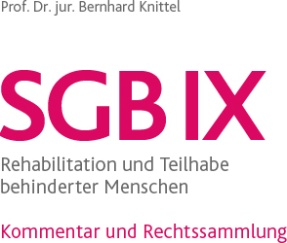 Prof. Dr. jur. Bernhard Knittel
SGB IX
Rehabilitation und Teilhabe
behinderter Menschen
Kommentar und Rechtssammlung